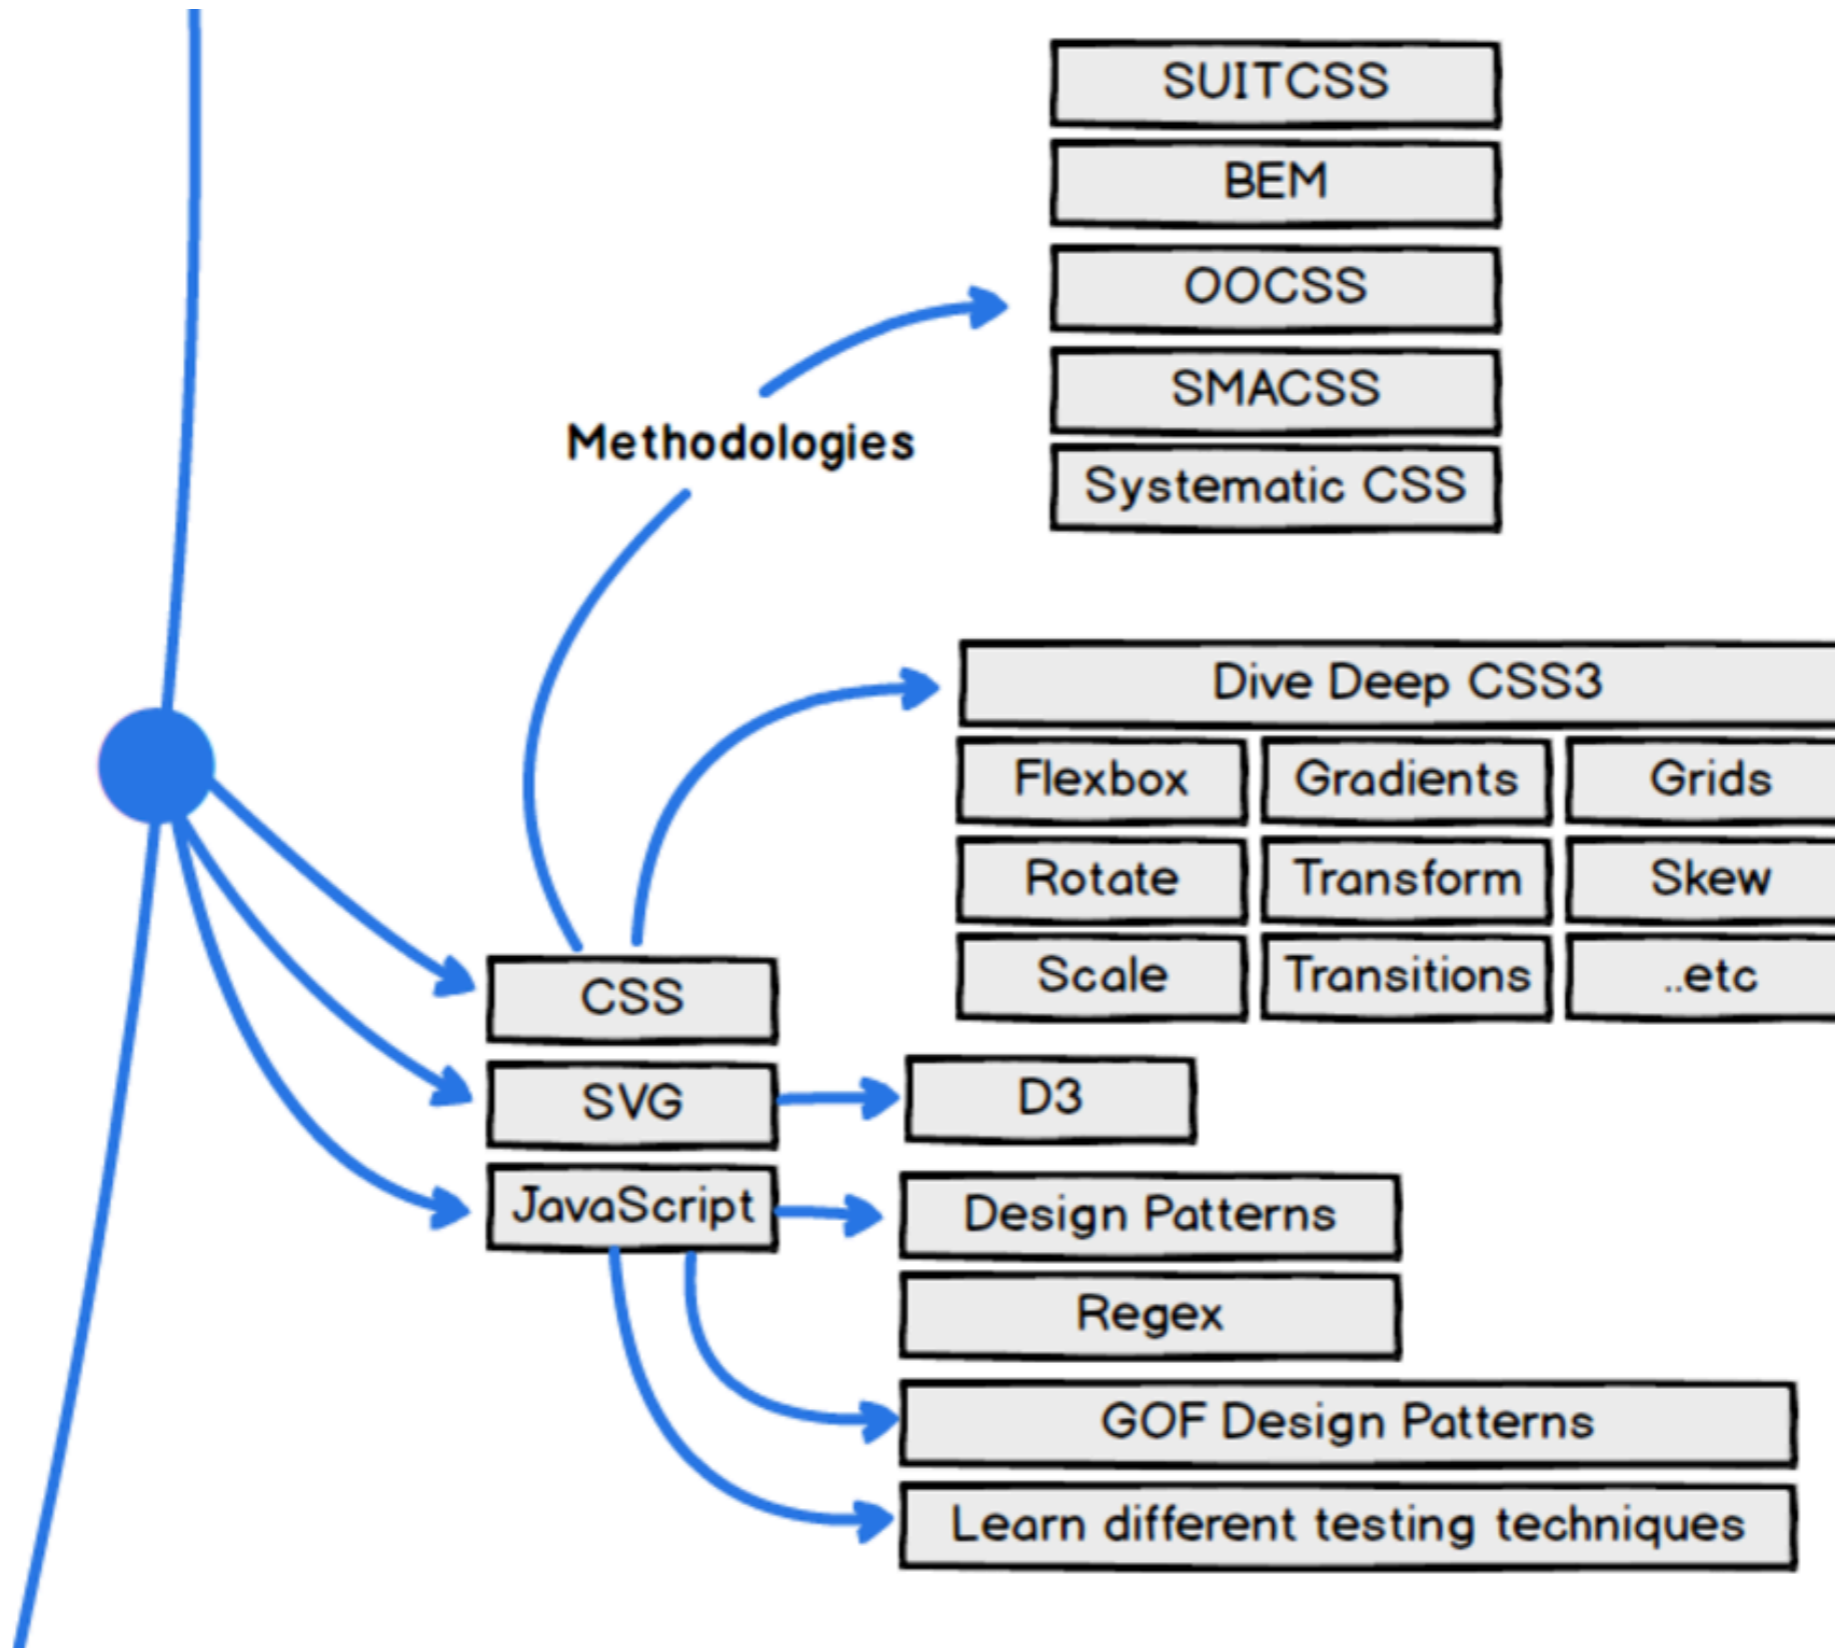 SUITCSS
BEM
OOCSS
SMACSS
Methodologies
Systematic CSS
Dive Deep CSS3
Flexbox Gradients Grids
Rotate Transform Skew
Scale Transitions ..etc
CSS
SVG
D3
JavaScript
Design Patterns
Regex
GOF Design Patterns
Learn different testing techniques